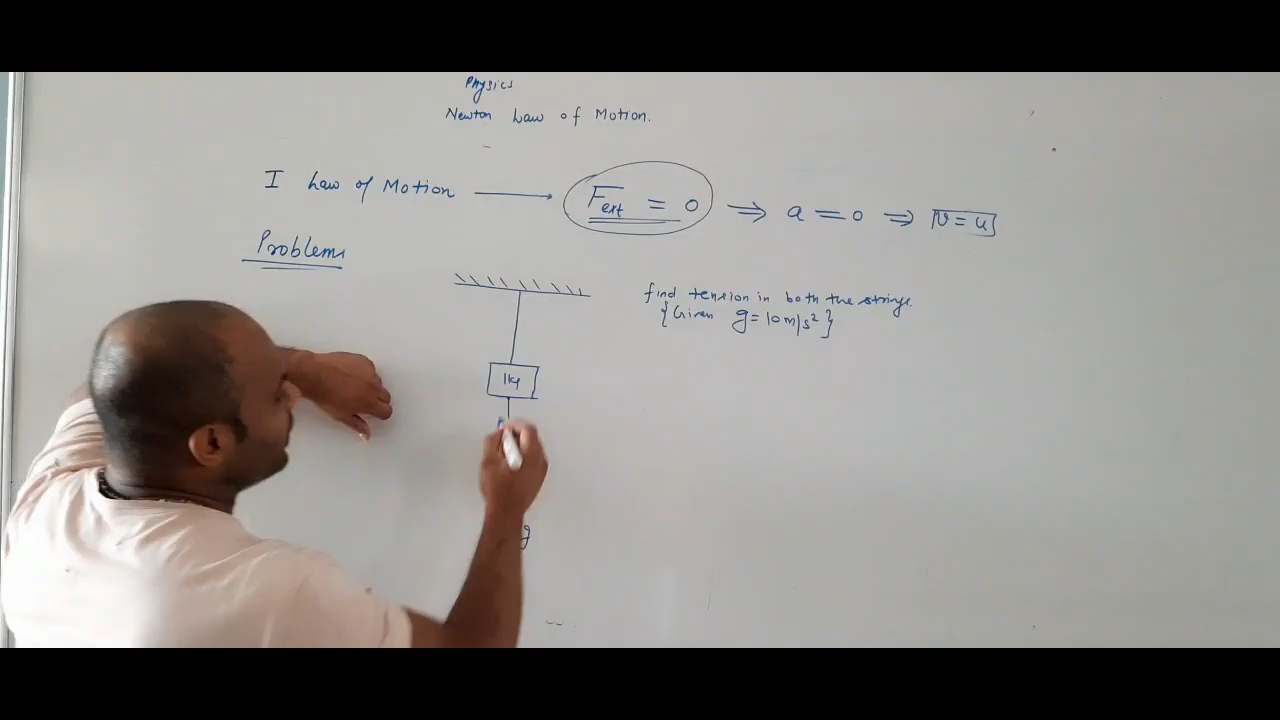 Physics
Newton Law of Motion.
I Law of Motion ⟶ F_ext = 0 ⇒ a = 0 ⇒ v = u
Problems
find tension in both the strings.
{Given g = 10 m/s²}
1kg
g